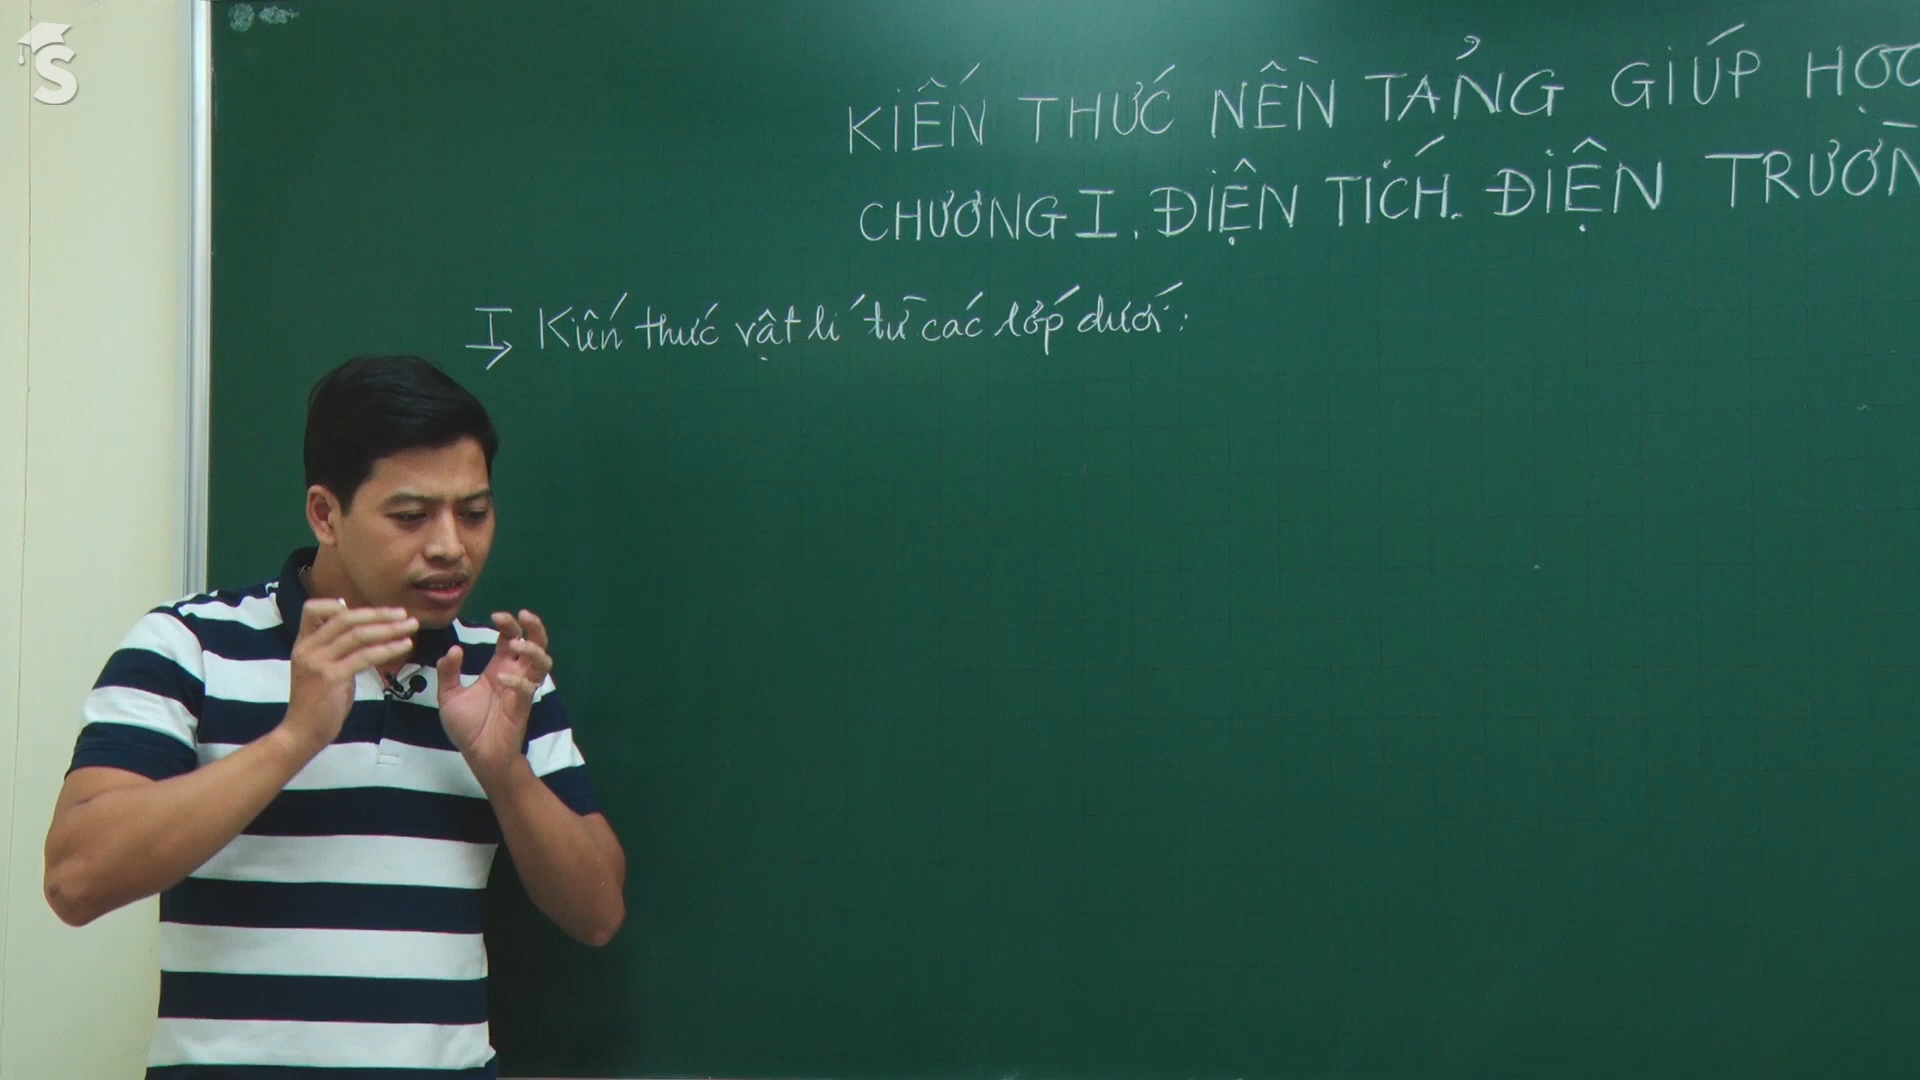 S
KIẾN THỨC NỀN TẢNG GIÚP HỌC
CHƯƠNG I. ĐIỆN TÍCH. ĐIỆN TRƯỜN
I Kiến thức vật lí từ các lớp dưới: